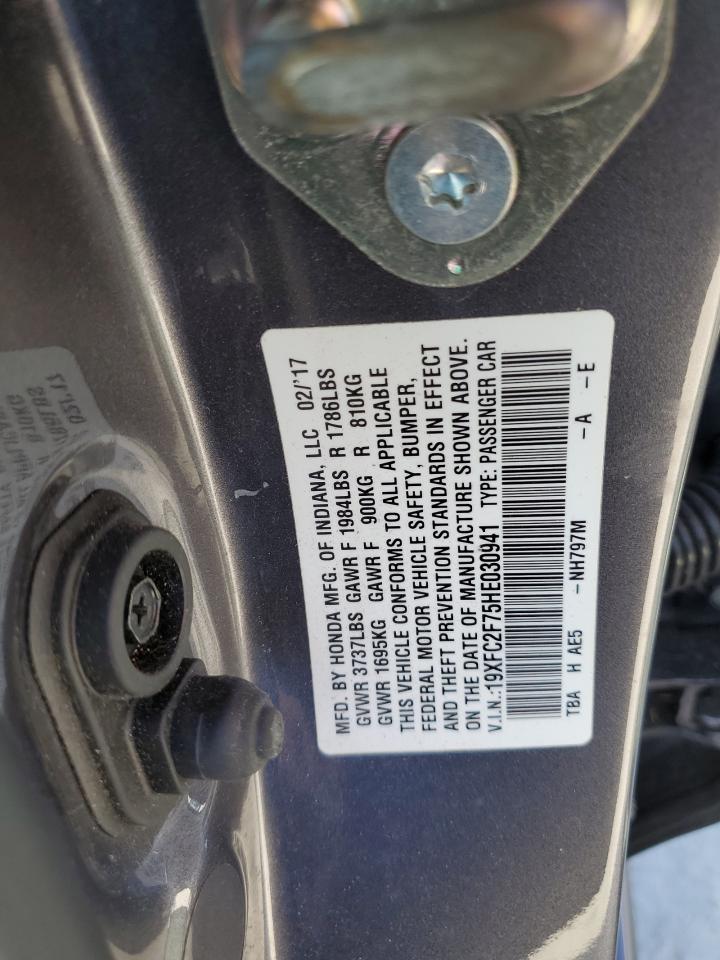 MFD. BY HONDA MFG. OF INDIANA, LLC 02/'17
GVWR 3737LBS GAWR F 1984LBS R 1786LBS
GVWR 1695KG GAWR F 900KG R 810KG
THIS VEHICLE CONFORMS TO ALL APPLICABLE
FEDERAL MOTOR VEHICLE SAFETY, BUMPER,
AND THEFT PREVENTION STANDARDS IN EFFECT
ON THE DATE OF MANUFACTURE SHOWN ABOVE.
V.I.N.:19XFC2F75HE030941 TYPE: PASSENGER CAR
TBA H AE5 -NH797M -A -E